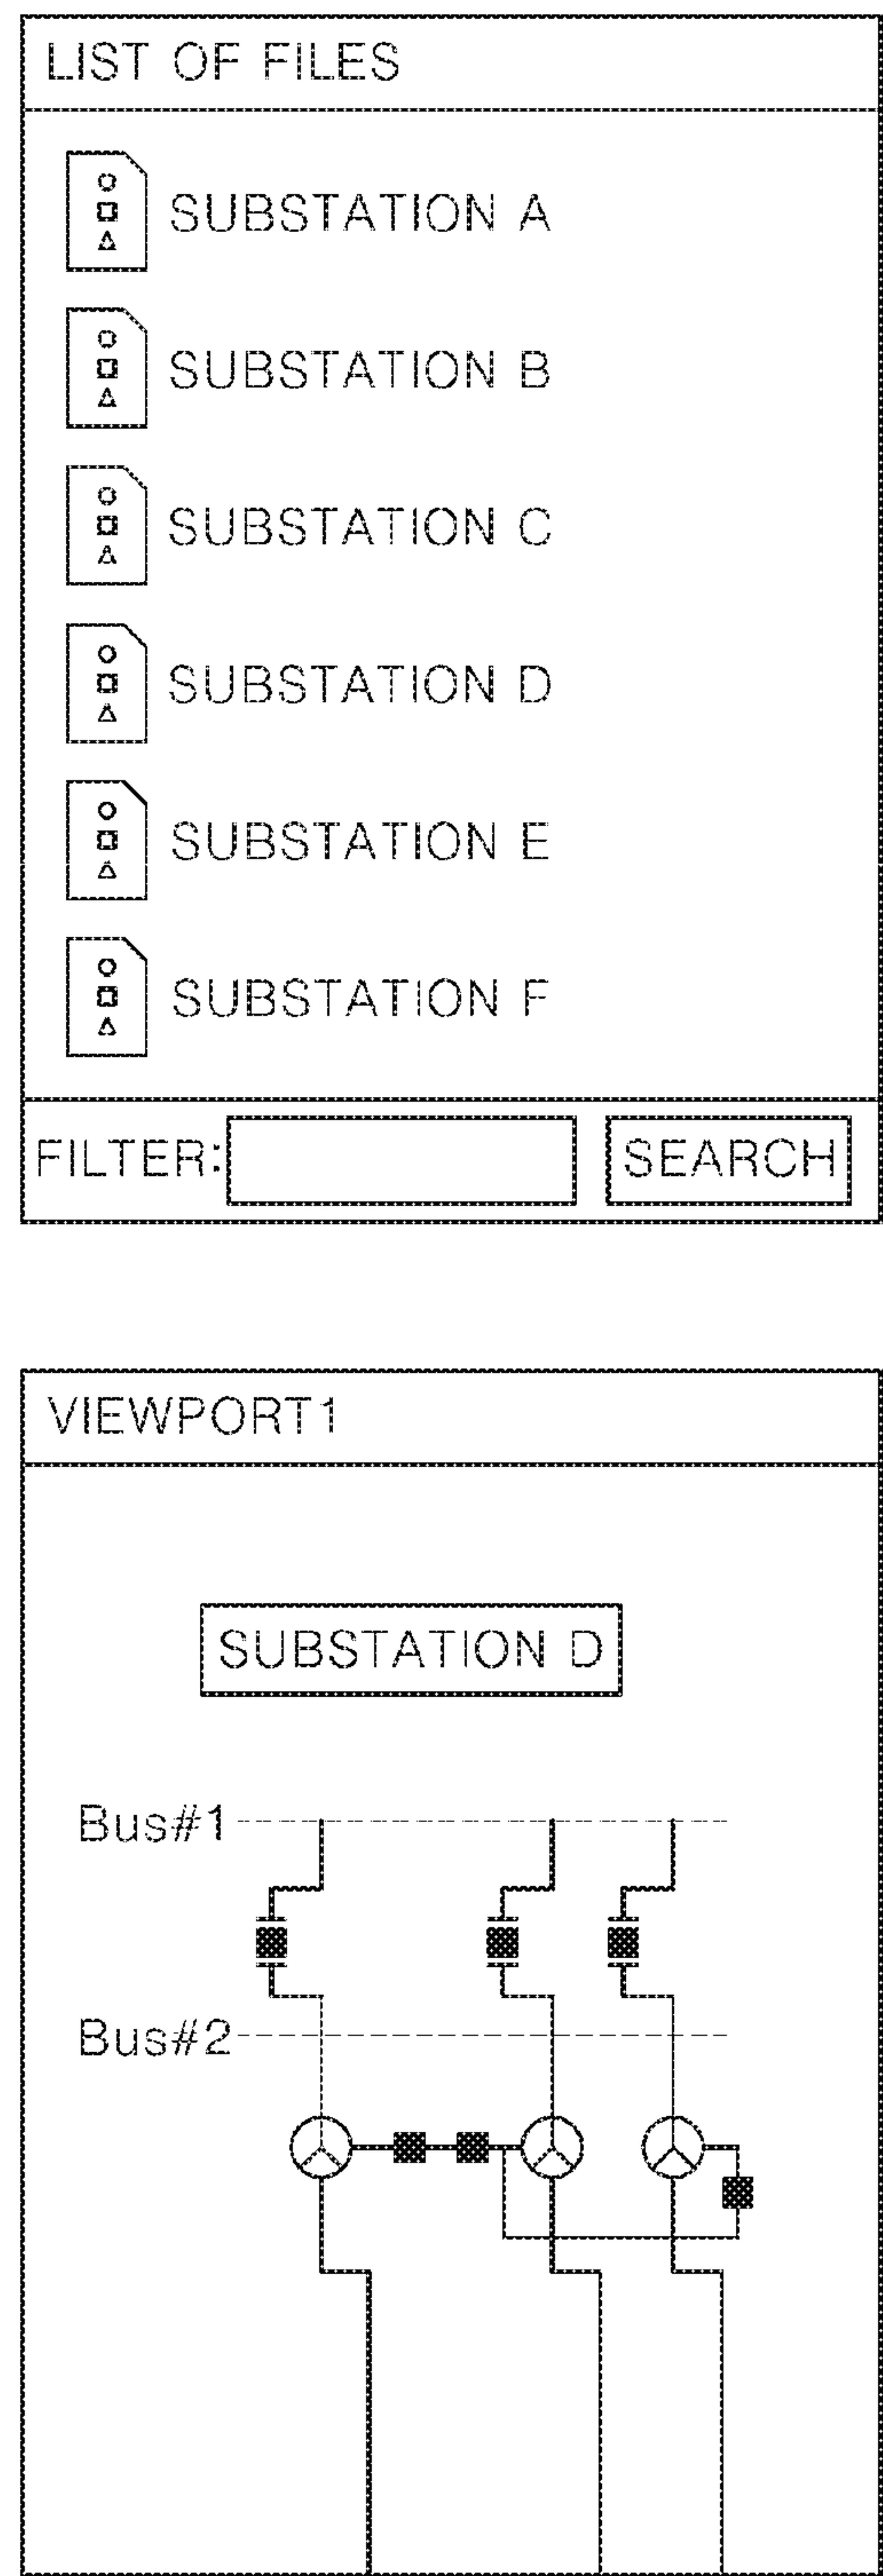 LIST OF FILES
SUBSTATION A
SUBSTATION B
SUBSTATION C
SUBSTATION D
SUBSTATION E
SUBSTATION F
FILTER: SEARCH
VIEWPORT1
SUBSTATION D
Bus#1
Bus#2